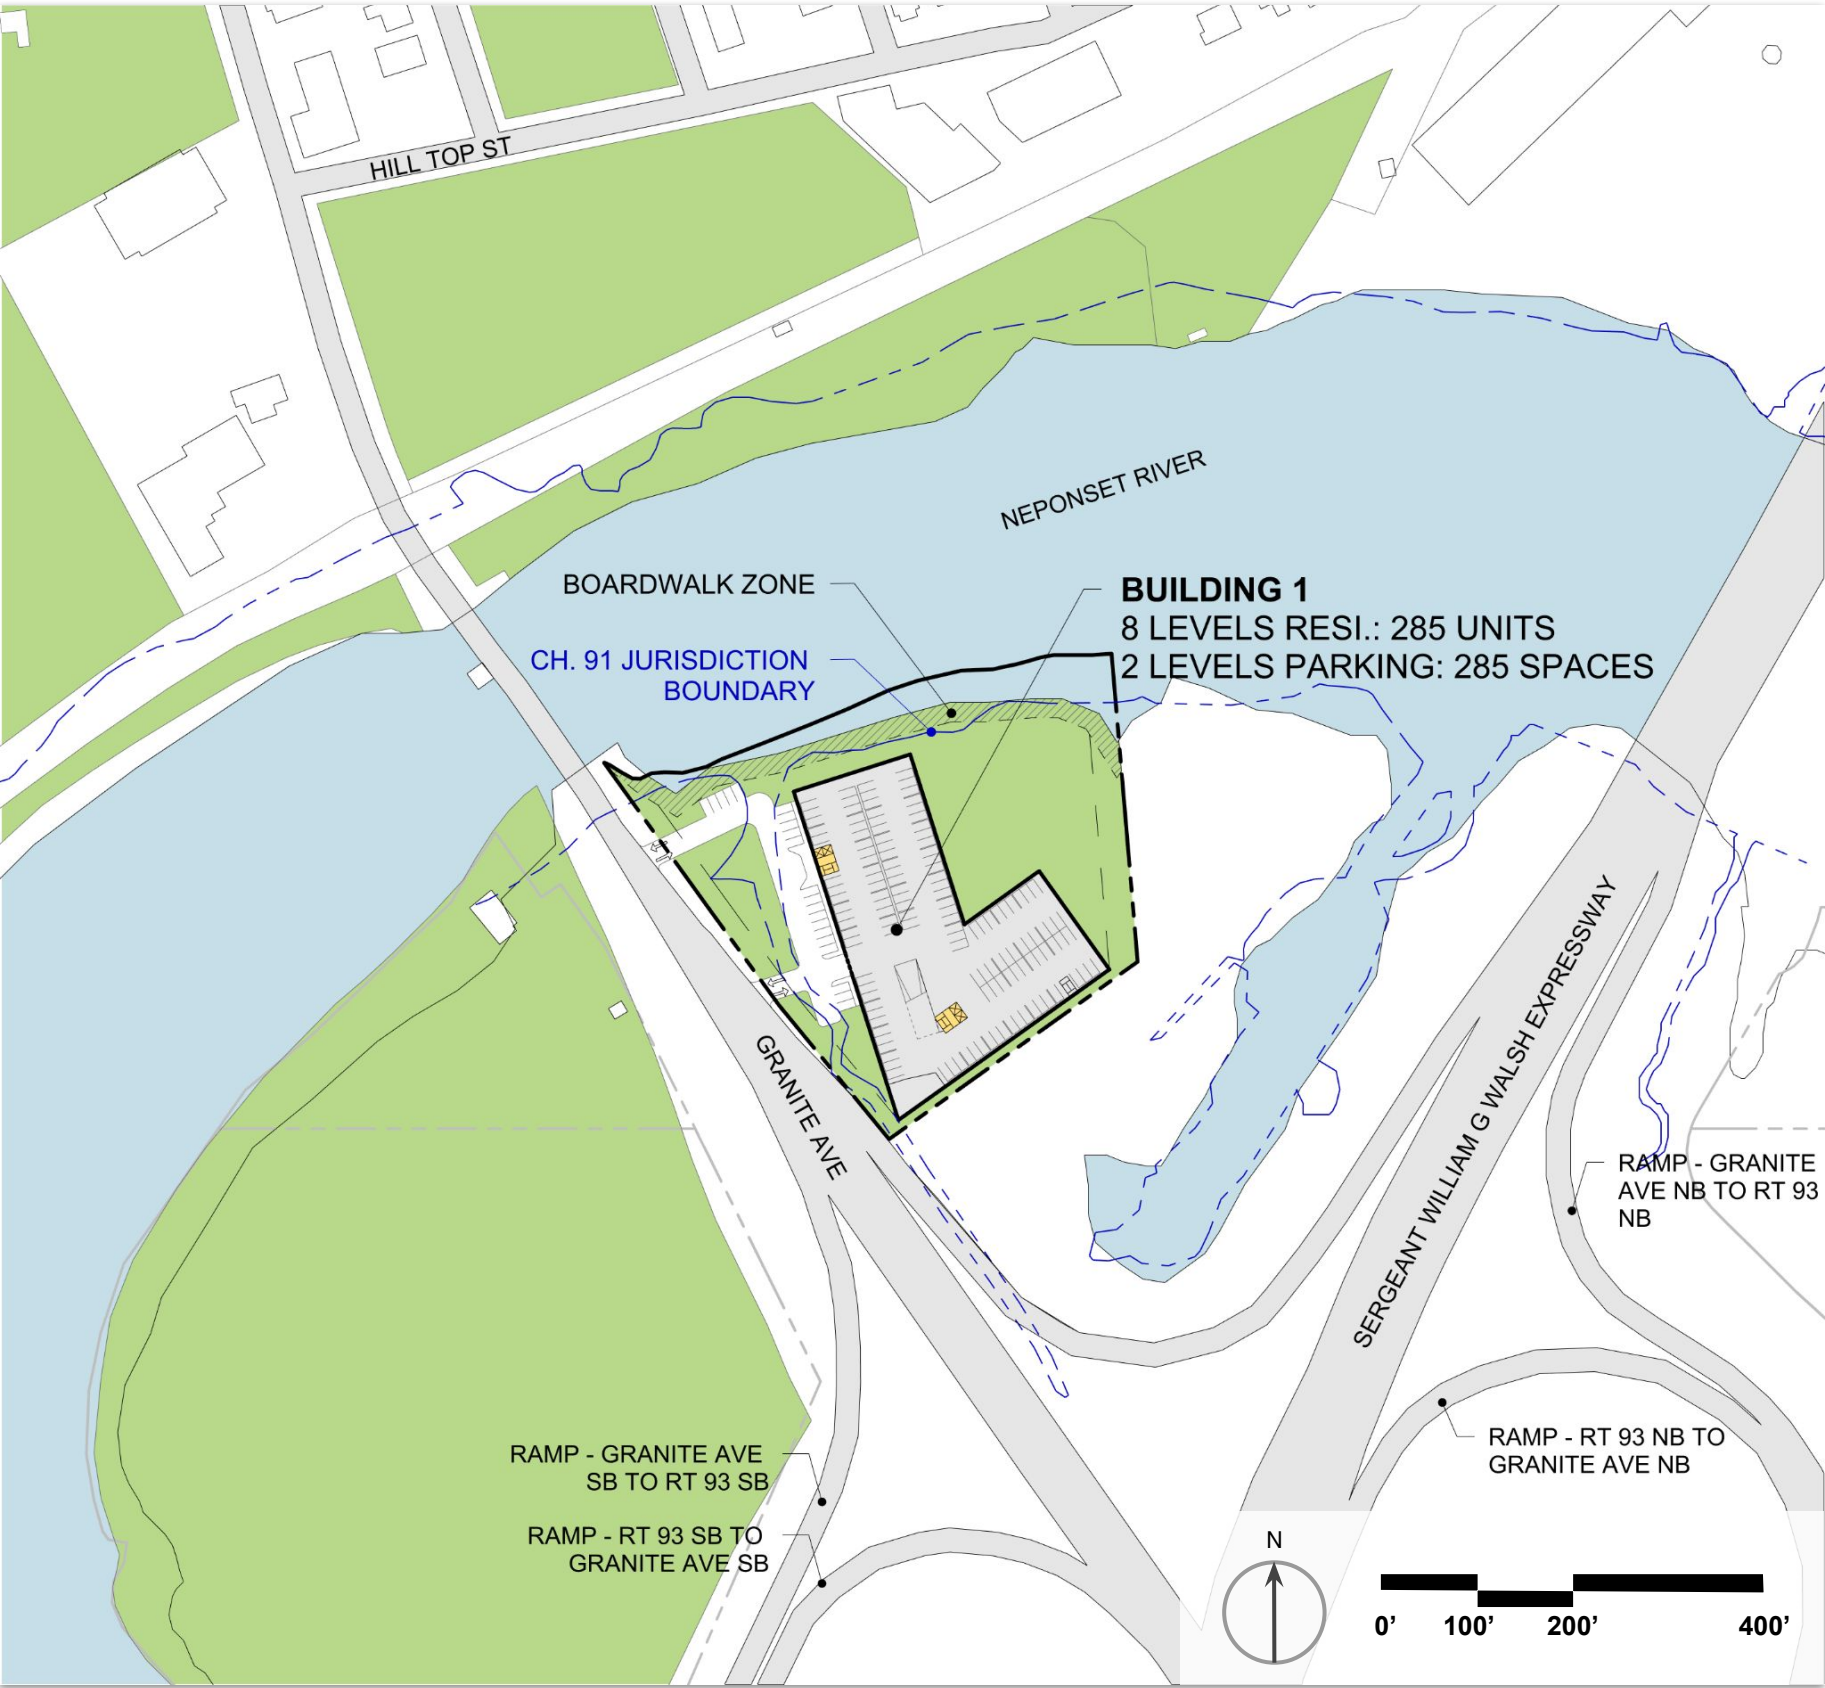 HILL TOP ST
NEPONSET RIVER
BOARDWALK ZONE
CH. 91 JURISDICTION
BOUNDARY
BUILDING 1
8 LEVELS RESI.: 285 UNITS
2 LEVELS PARKING: 285 SPACES
GRANITE AVE
SERGEANT WILLIAM G WALSH EXPRESSWAY
RAMP - GRANITE
AVE NB TO RT 93
NB
RAMP - GRANITE AVE
SB TO RT 93 SB
RAMP - RT 93 SB TO
GRANITE AVE SB
RAMP - RT 93 NB TO
GRANITE AVE NB
N
0’ 100’ 200’ 400’